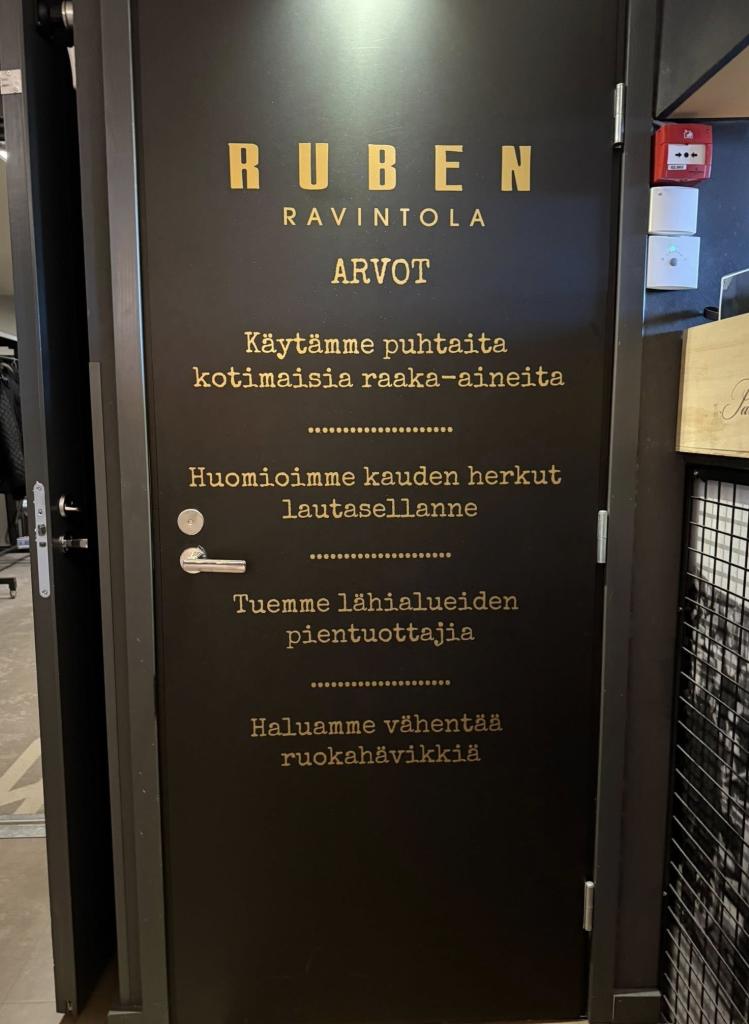 RUBEN
RAVINTOLA
ARVOT
Käytämme puhtaita
kotimaisia raaka-aineita
Huomioimme kauden herkut
lautasellanne
Tuemme lähialueiden
pientuottajia
Haluamme vähentää
ruokahävikkiä